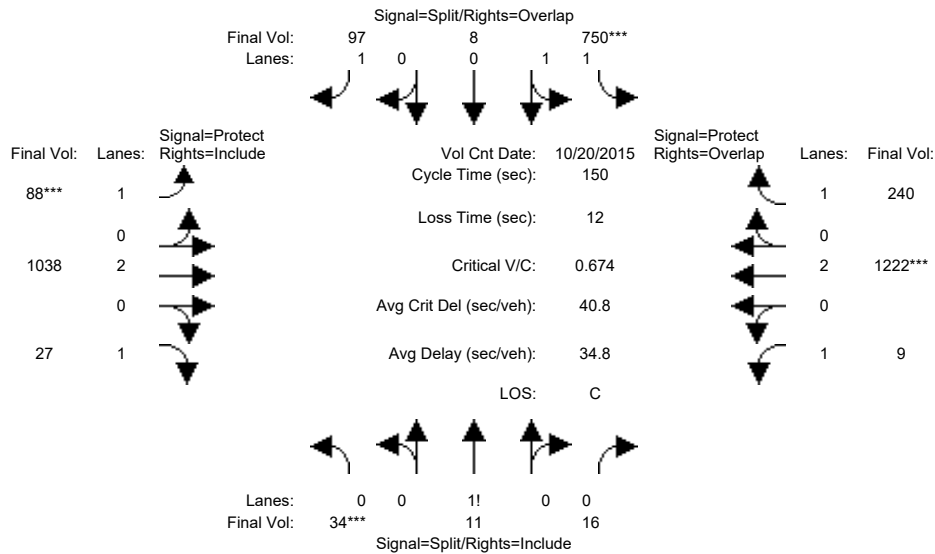 Signal=Split/Rights=Overlap
Final Vol: 97 8 750***
Lanes: 1 0 0 1 1
Signal=Protect
Final Vol: Lanes: Rights=Include
Vol Cnt Date: 10/20/2015
Signal=Protect
Rights=Overlap Lanes: Final Vol:
Cycle Time (sec): 150
88*** 1
1 240
Loss Time (sec): 12
0
0
1038 2
Critical V/C: 0.674
2 1222***
0
Avg Crit Del (sec/veh): 40.8
0
27 1
Avg Delay (sec/veh): 34.8
1 9
LOS: C
Lanes: 0 0 1! 0 0
Final Vol: 34*** 11 16
Signal=Split/Rights=Include